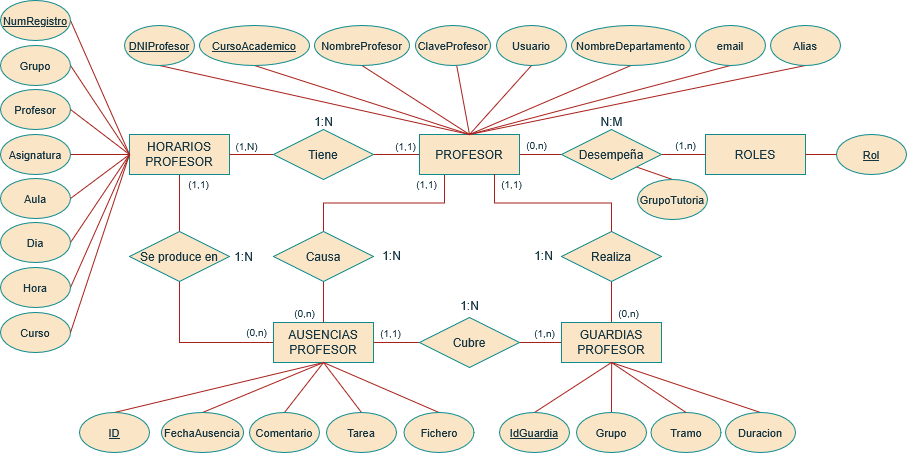 NumRegistro
DNIProfesor
CursoAcademico
NombreProfesor
ClaveProfesor
Usuario
NombreDepartamento
email
Alias
Grupo
Profesor
Asignatura
Aula
Dia
Hora
Curso
HORARIOS
PROFESOR
(1,N)
1:N
Tiene
(1,1)
PROFESOR
(0,n)
N:M
Desempeña
(1,n)
ROLES
Rol
GrupoTutoria
(1,1)
(1,1)
(1,1)
Se produce en
1:N
Causa
1:N
1:N
Realiza
(0,n)
(0,n)
(0,n)
AUSENCIAS
PROFESOR
(1,1)
1:N
Cubre
(1,n)
GUARDIAS
PROFESOR
ID
FechaAusencia
Comentario
Tarea
Fichero
IdGuardia
Grupo
Tramo
Duracion